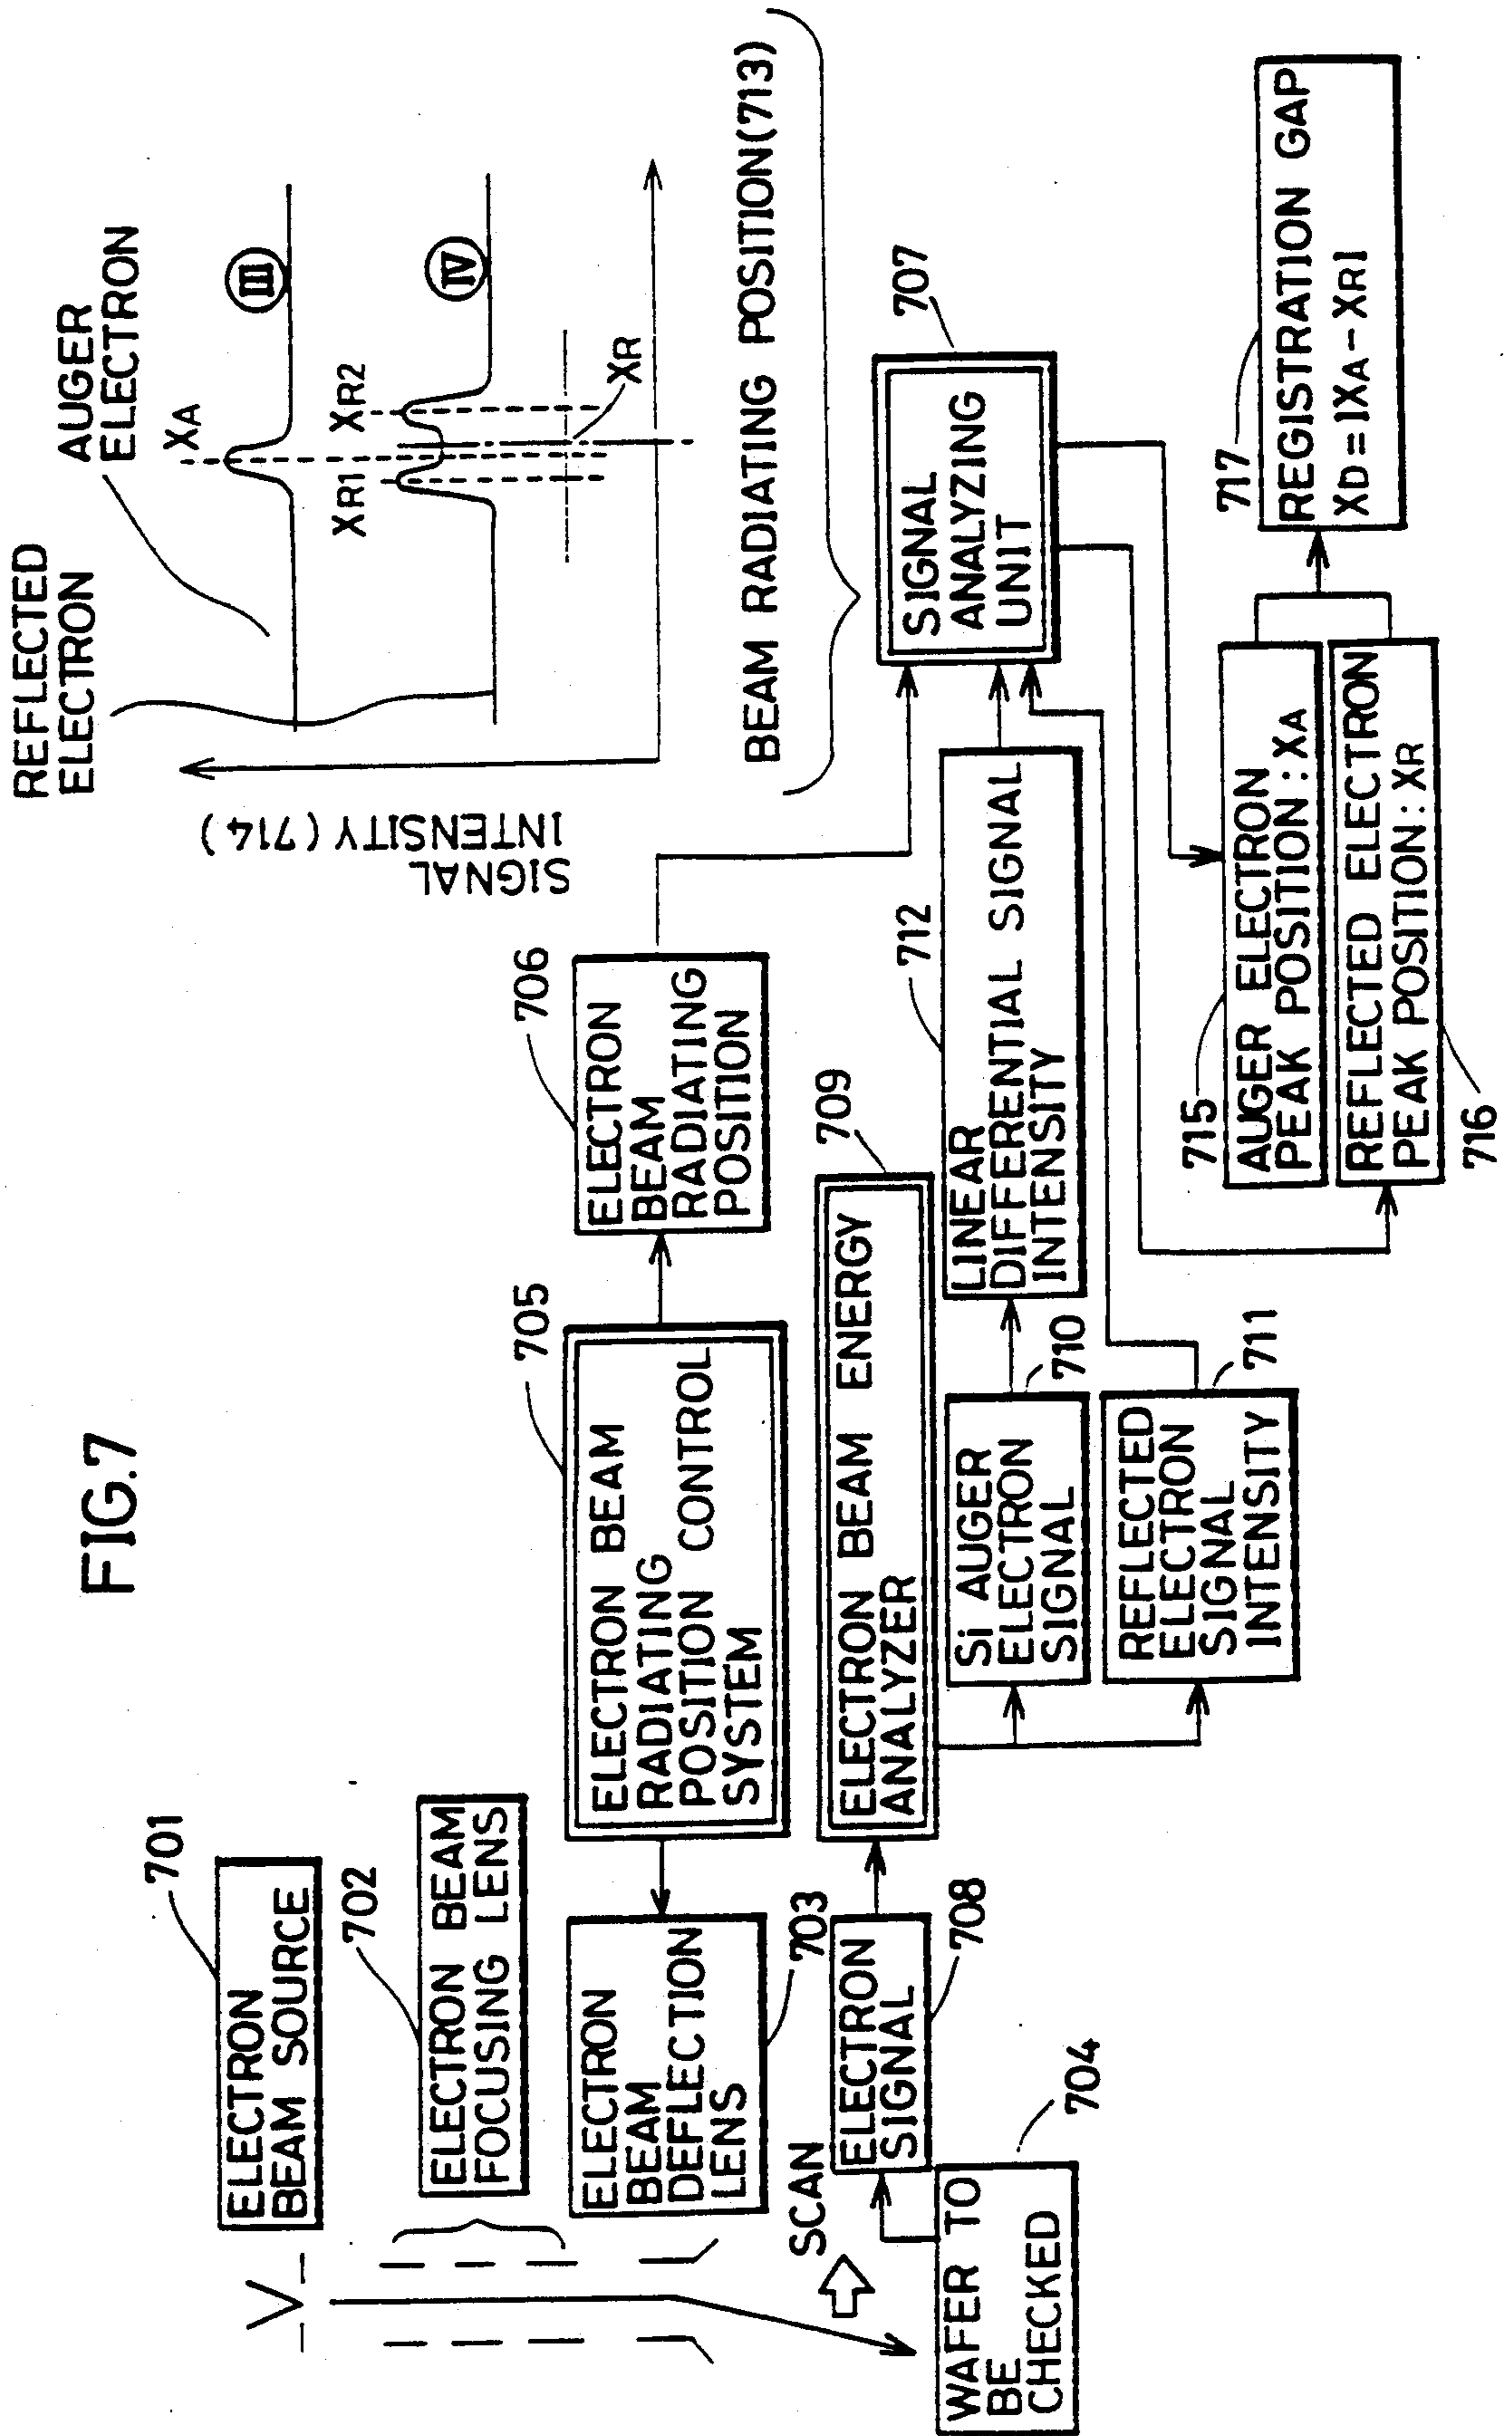 FIG.7
701
ELECTRON
BEAM SOURCE
702
ELECTRON BEAM
FOCUSING LENS
ELECTRON
BEAM
DEFLECTION
LENS
703
705
ELECTRON BEAM
RADIATING
POSITION CONTROL
SYSTEM
706
ELECTRON
BEAM
RADIATING
POSITION
SCAN
ELECTRON
SIGNAL
708
WAFER TO
BE
CHECKED
704
709
ELECTRON BEAM ENERGY
ANALYZER
Si AUGER
ELECTRON
SIGNAL
710
REFLECTED
ELECTRON
SIGNAL
INTENSITY
711
712
LINEAR
DIFFERENTIAL SIGNAL
INTENSITY
707
SIGNAL
ANALYZING
UNIT
715
AUGER ELECTRON
PEAK POSITION : XA
REFLECTED ELECTRON
PEAK POSITION : XR
716
717
REGISTRATION GAP
XD = |XA - XR|
REFLECTED
ELECTRON
AUGER
ELECTRON
SIGNAL
INTENSITY (714)
XA
III
XR1
XR2
IV
XR
BEAM RADIATING POSITION(713)